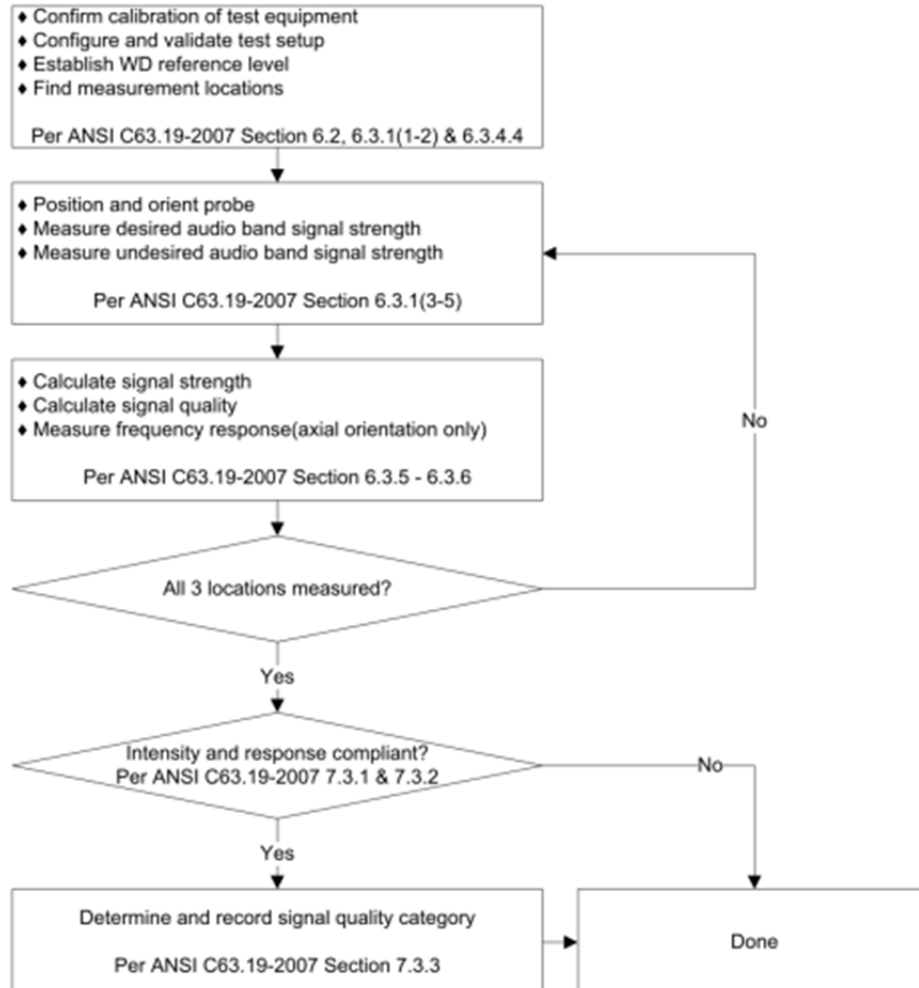 ♦ Confirm calibration of test equipment
♦ Configure and validate test setup
♦ Establish WD reference level
♦ Find measurement locations
Per ANSI C63.19-2007 Section 6.2, 6.3.1(1-2) & 6.3.4.4
♦ Position and orient probe
♦ Measure desired audio band signal strength
♦ Measure undesired audio band signal strength
Per ANSI C63.19-2007 Section 6.3.1(3-5)
♦ Calculate signal strength
♦ Calculate signal quality
♦ Measure frequency response(axial orientation only)
Per ANSI C63.19-2007 Section 6.3.5 - 6.3.6
No
All 3 locations measured?
Yes
Intensity and response compliant?
Per ANSI C63.19-2007 7.3.1 & 7.3.2
No
Yes
Determine and record signal quality category
Per ANSI C63.19-2007 Section 7.3.3
Done